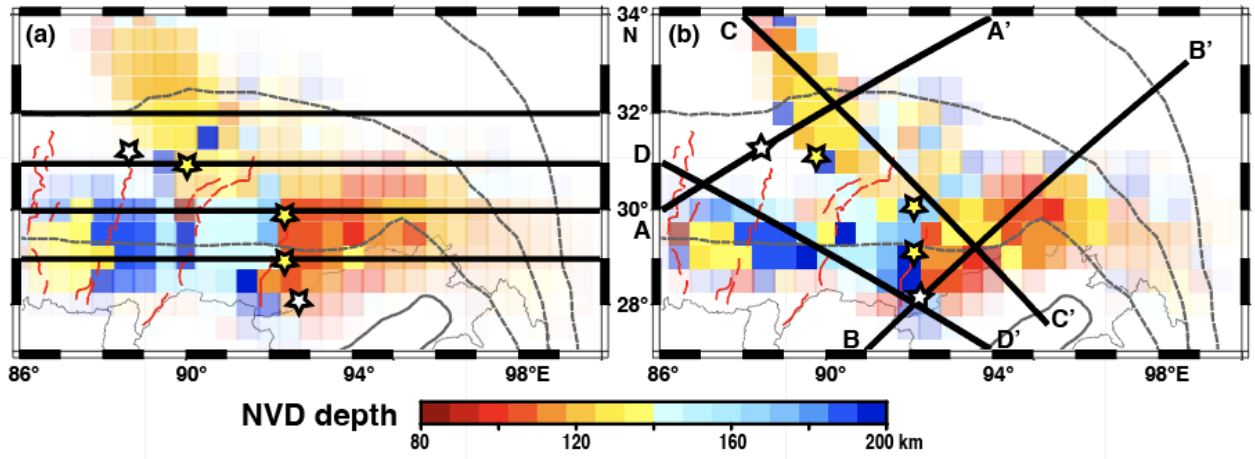 (a)
34°
N
32°
30°
28°
86°
90°
94°
98°E
(b)
C
A’
B’
D
A
B
D’
C’
86°
90°
94°
98°E
NVD depth
80
120
160
200 km